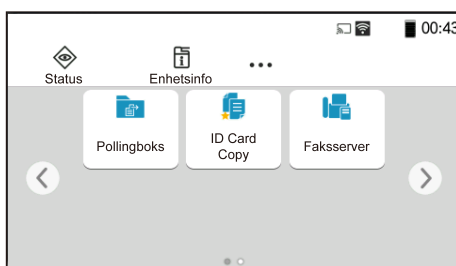 00:43
Status
Enhetsinfo
Pollingboks
ID Card
Copy
Faksserver